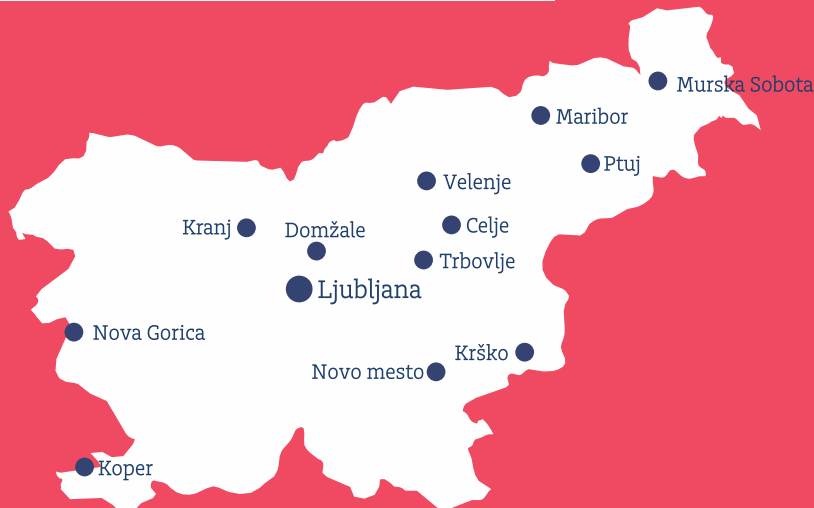 Murska Sobota
Maribor
Ptuj
Velenje
Kranj
Domžale
Celje
Trbovlje
Ljubljana
Nova Gorica
Krško
Novo mesto
Koper